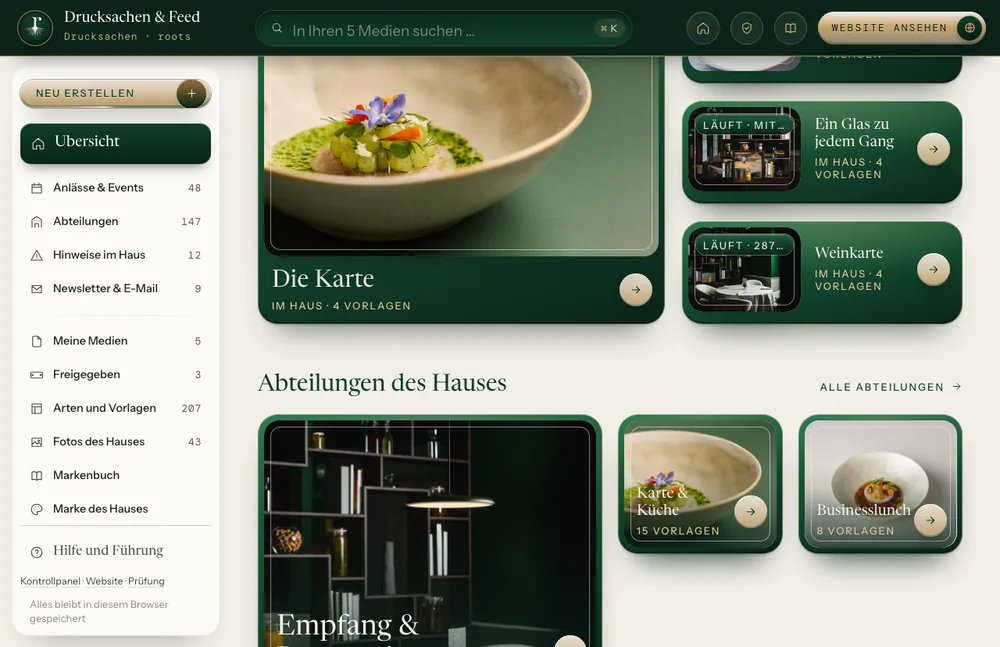 Drucksachen & Feed
Drucksachen · roots
In Ihren 5 Medien suchen …
⌘ K
WEBSITE ANSEHEN
NEU ERSTELLEN
Übersicht
Anlässe & Events 48
Abteilungen 147
Hinweise im Haus 12
Newsletter & E-Mail 9
Meine Medien 5
Freigegeben 3
Arten und Vorlagen 207
Fotos des Hauses 43
Markenbuch
Marke des Hauses
Hilfe und Führung
Kontrollpanel · Website · Prüfung
Alles bleibt in diesem Browser
gespeichert
Die Karte
IM HAUS · 4 VORLAGEN
LÄUFT · MIT…
Ein Glas zu
jedem Gang
IM HAUS · 4
VORLAGEN
LÄUFT · 287…
Weinkarte
IM HAUS · 4
VORLAGEN
Abteilungen des Hauses
ALLE ABTEILUNGEN →
Empfang &
Karte &
Küche
15 VORLAGEN
Businesslunch
8 VORLAGEN